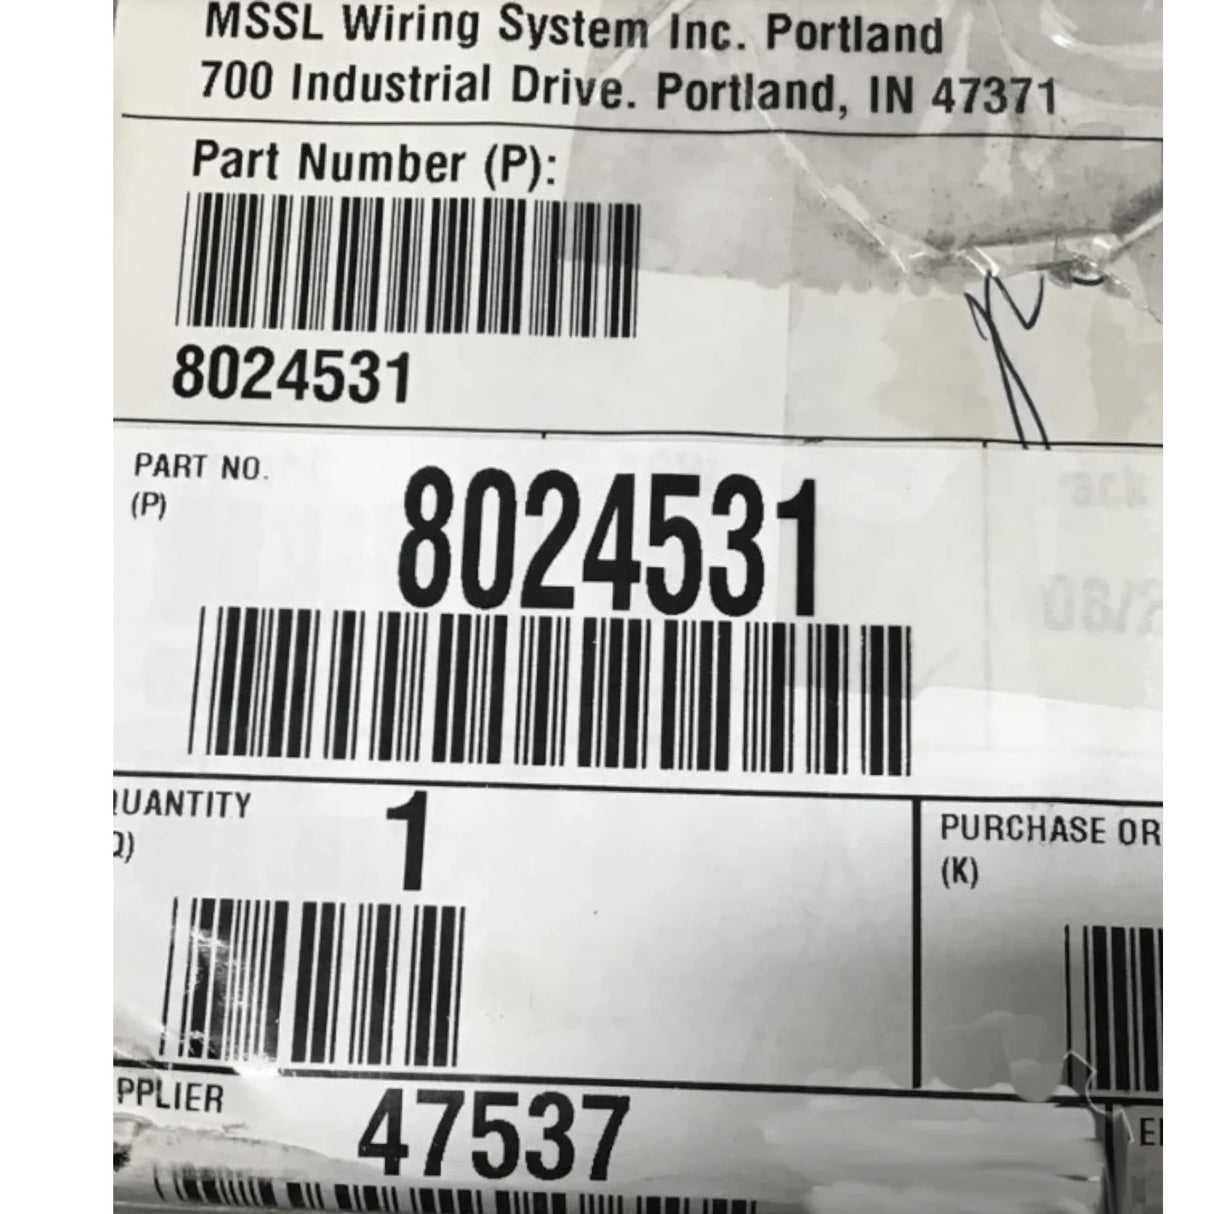 MSSL Wiring System Inc. Portland
700 Industrial Drive. Portland, IN 47371
Part Number (P):
8024531
PART NO.
(P)
8024531
QUANTITY
1
PURCHASE OR
(K)
PPLIER
47537